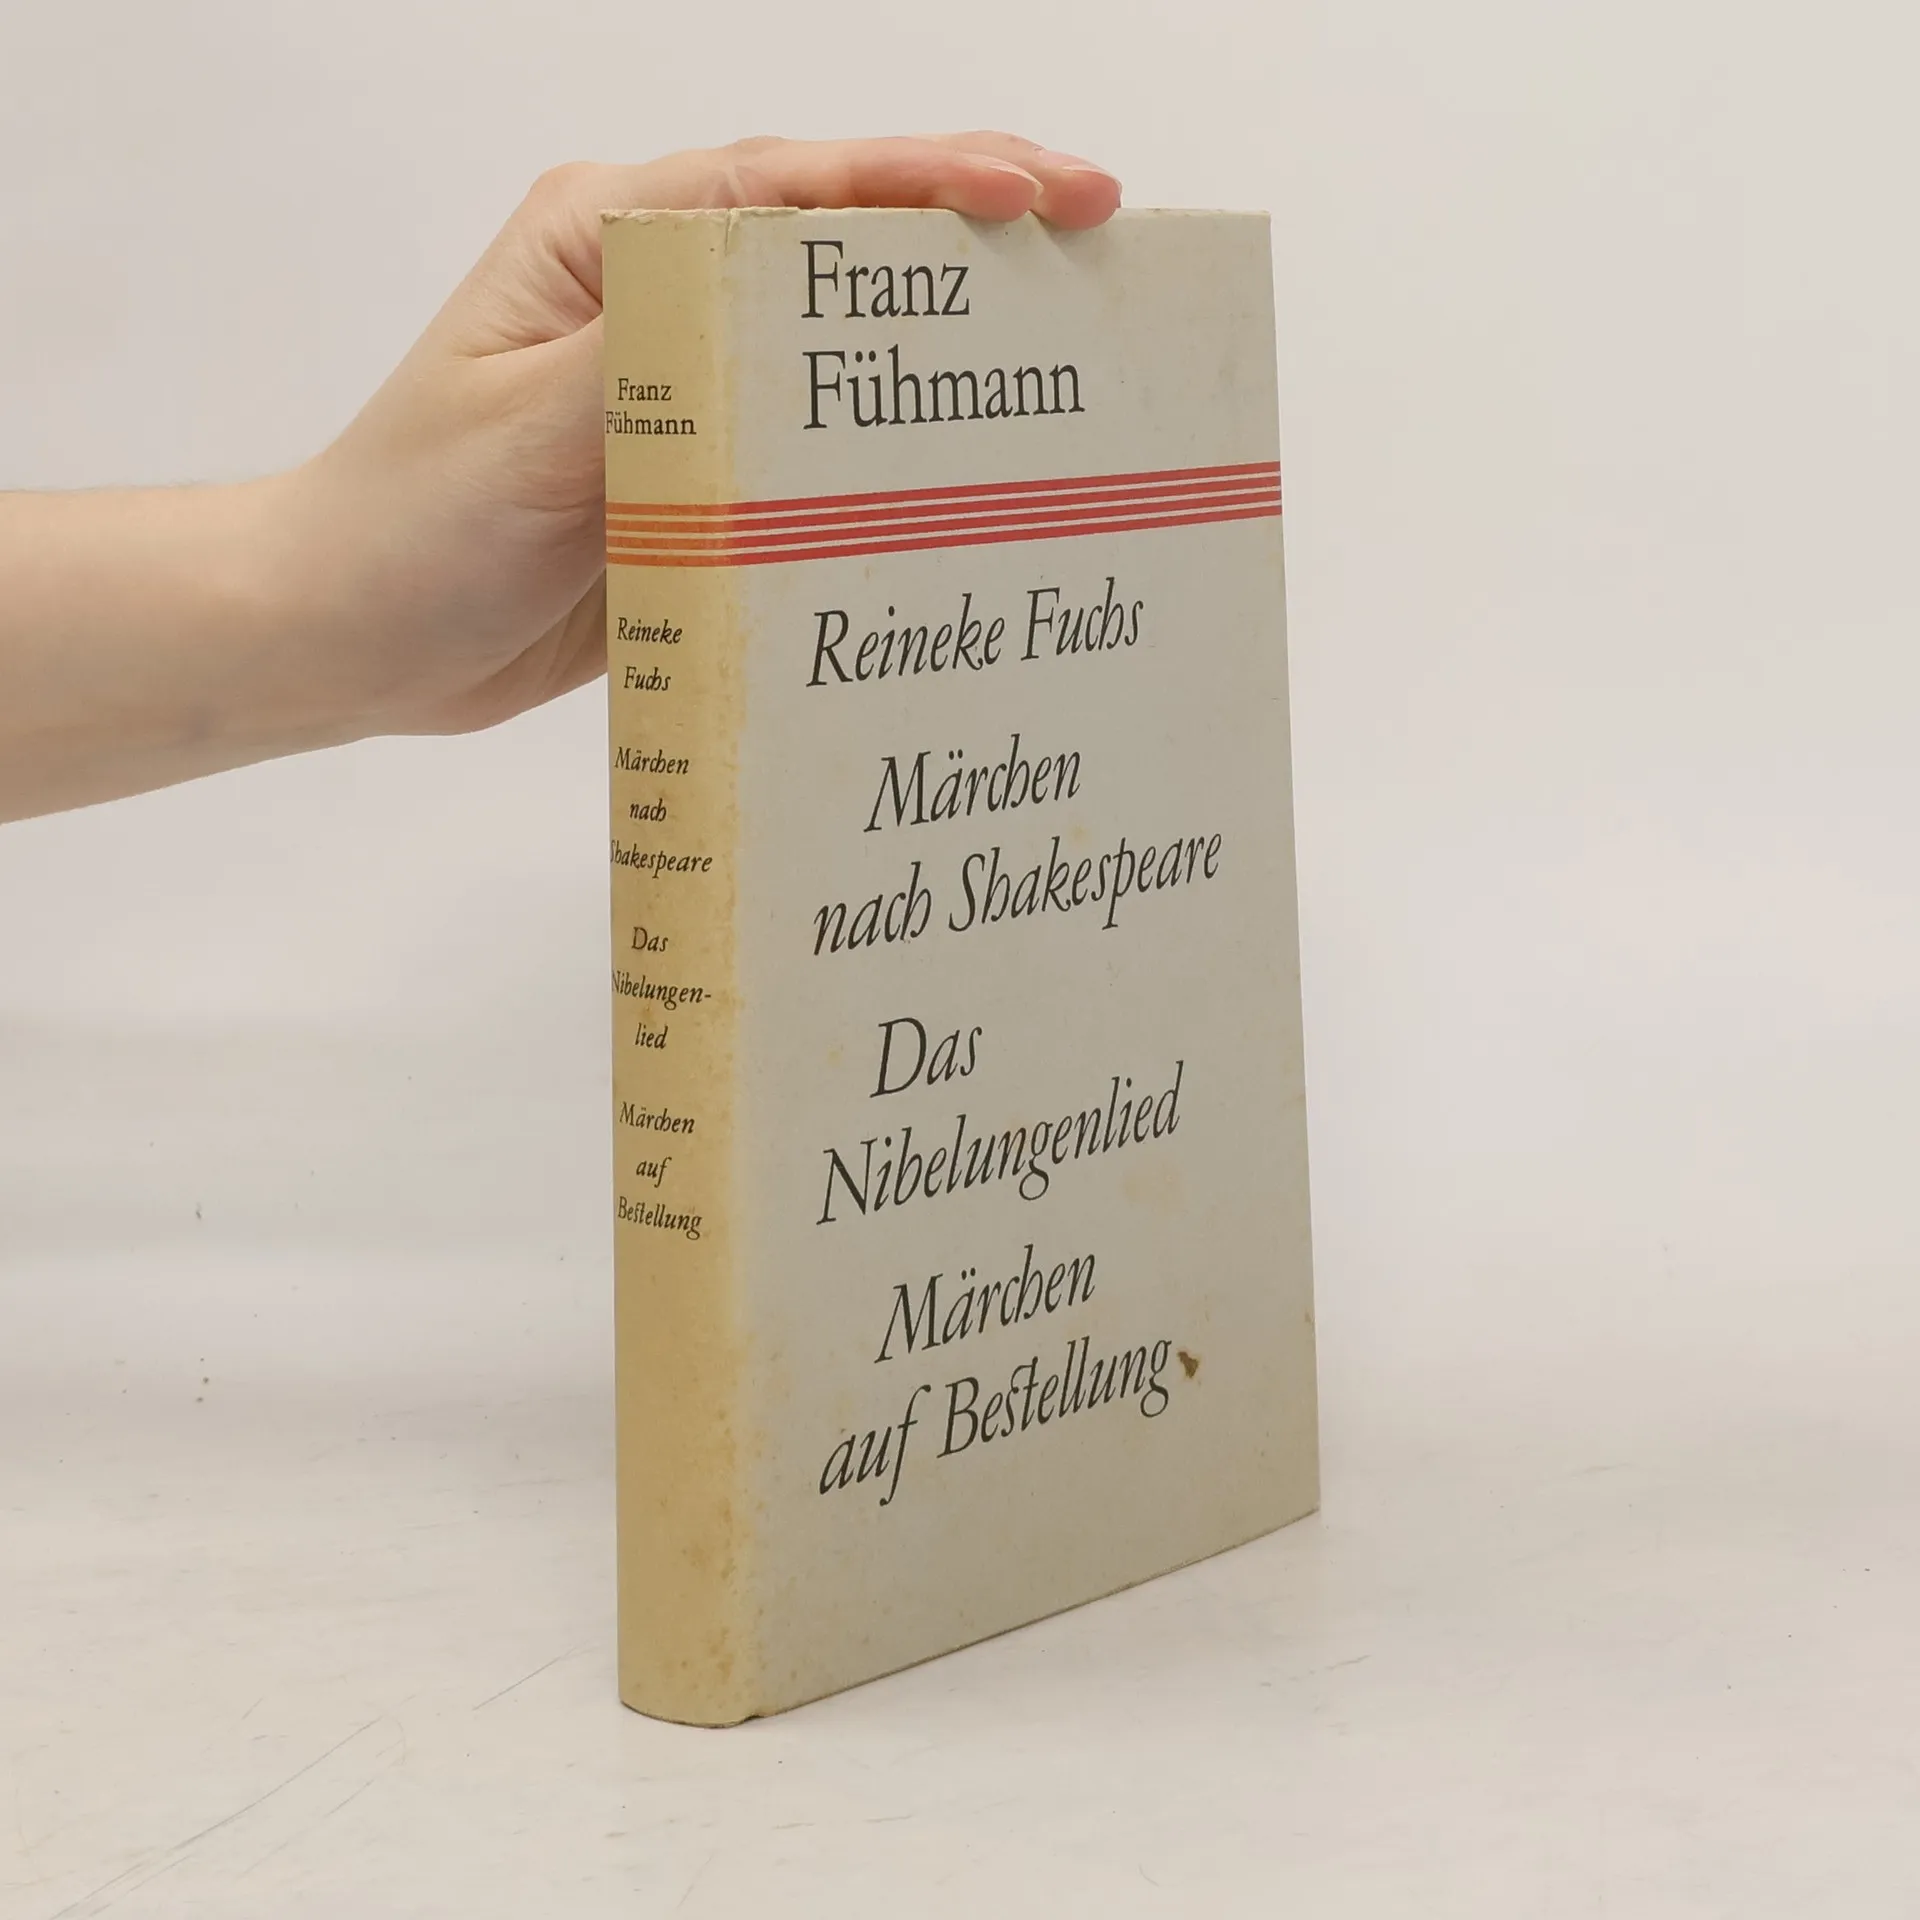 Franz
Fühmann
Reineke
Fuchs
Märchen
nach
Shakespeare
Das
Nibelungen-
lied
Märchen
auf
Bestellung
Franz
Fühmann
Reineke Fuchs
Märchen
nach Shakespeare
Das
Nibelungenlied
Märchen
auf Bestellung